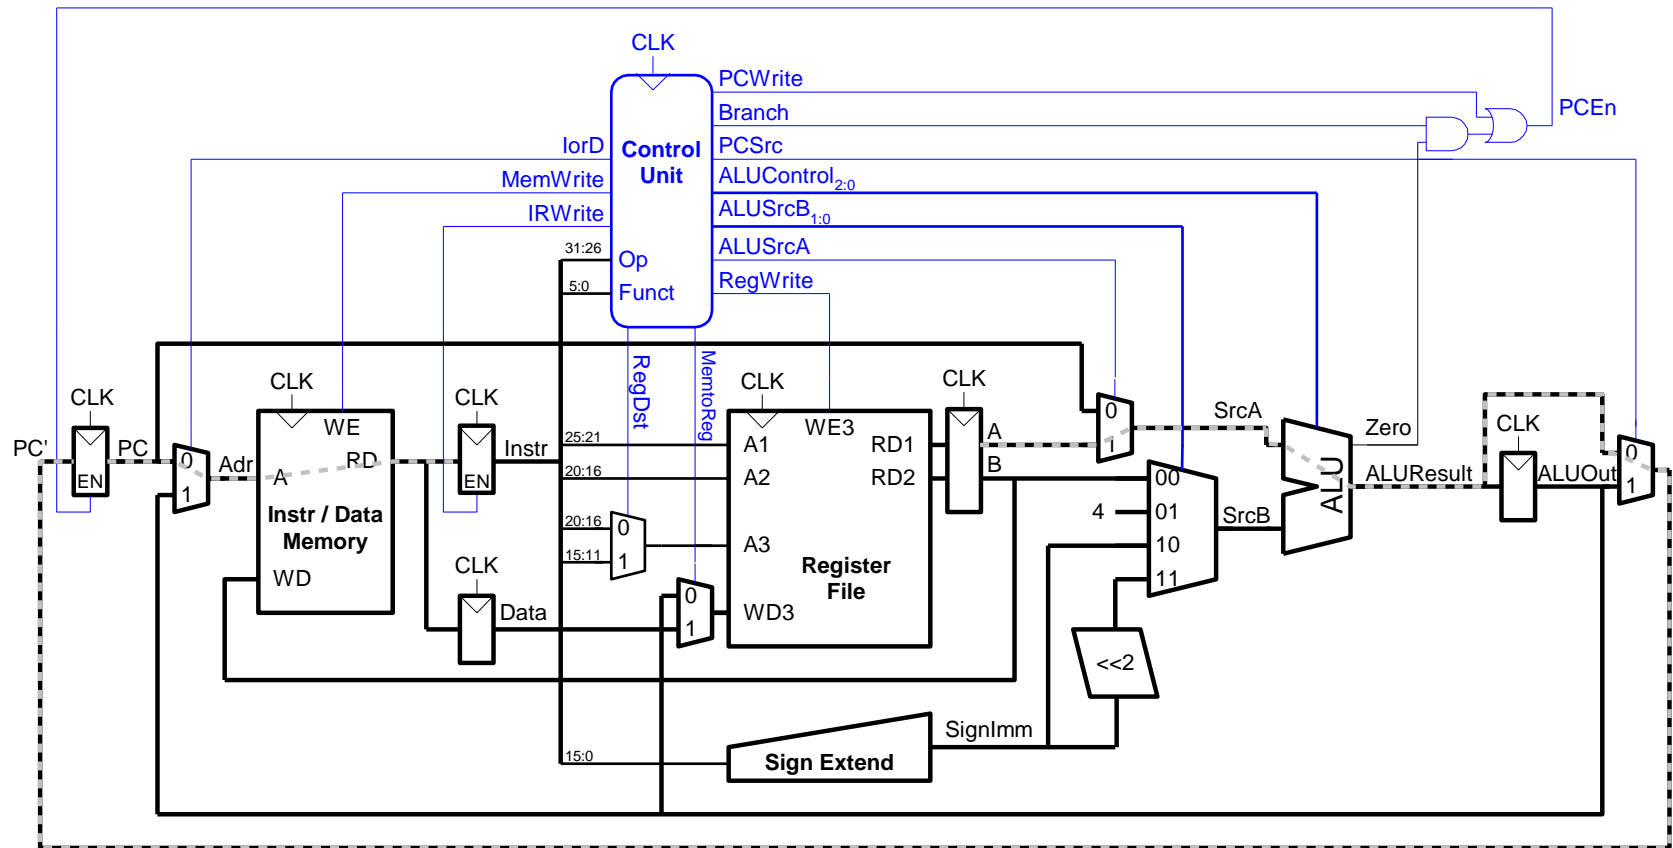 CLK
PCWrite
Branch
PCEn
IorD
Control
Unit
PCSrc
MemWrite
ALUControl2:0
IRWrite
ALUSrcB1:0
31:26
Op
ALUSrcA
5:0
Funct
RegWrite
RegDst
MemtoReg
CLK
CLK
CLK
CLK
CLK
CLK
PC'
PC
EN
0
1
Adr
WE
A
RD
Instr / Data
Memory
WD
EN
Instr
CLK
Data
25:21
20:16
20:16
15:11
0
1
0
1
A1
A2
A3
WD3
WE3
RD1
RD2
Register
File
A
B
0
1
SrcA
00
4
01
10
11
SrcB
<<2
ALU
Zero
ALUResult
ALUOut
0
1
SignImm
15:0
Sign Extend